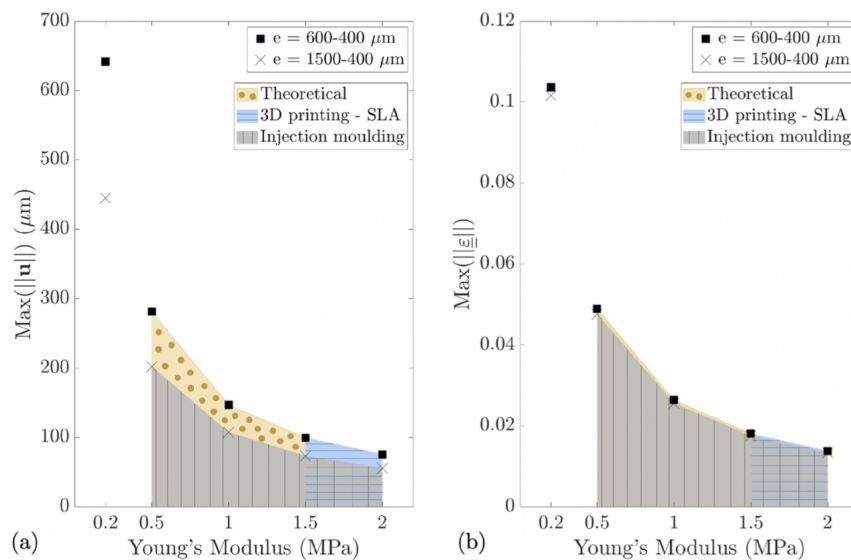 700
600
500
400
300
200
100
0
Max(||u||) (μm)
e = 600-400 μm
e = 1500-400 μm
Theoretical
3D printing - SLA
Injection moulding
0.2 0.5 1 1.5 2
Young's Modulus (MPa)
(a)
0.12
0.1
0.08
0.06
0.04
0.02
0
Max(||ε||)
e = 600-400 μm
e = 1500-400 μm
Theoretical
3D printing - SLA
Injection moulding
0.2 0.5 1 1.5 2
Young's Modulus (MPa)
(b)